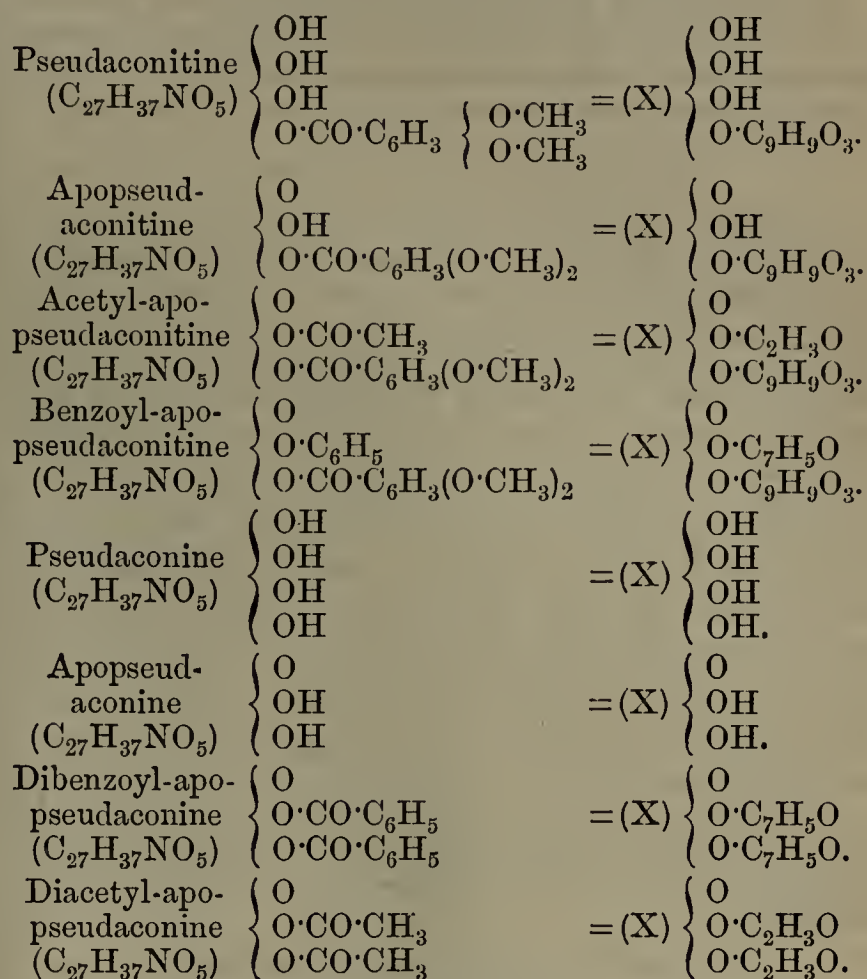 OH OH
Pseudaconitine OH OH
(C₂₇H₃₇NO₅) OH = (X) OH
O·CO·C₆H₃ { O·CH₃ O·CH₃ O·C₉H₉O₃.
Apopseud- O O
aconitine OH = (X) OH
(C₂₇H₃₇NO₅) O·CO·C₆H₃(O·CH₃)₂ O·C₉H₉O₃.
Acetyl-apo- O O
pseudaconitine O·CO·CH₃ = (X) O·C₂H₃O
(C₂₇H₃₇NO₅) O·CO·C₆H₃(O·CH₃)₂ O·C₉H₉O₃.
Benzoyl-apo- O O
pseudaconitine O·C₆H₅ = (X) O·C₇H₅O
(C₂₇H₃₇NO₅) O·CO·C₆H₃(O·CH₃)₂ O·C₉H₉O₃.
OH OH
Pseudaconine OH = (X) OH
(C₂₇H₃₇NO₅) OH OH
OH OH.
Apopseud- O O
aconine OH = (X) OH
(C₂₇H₃₇NO₅) OH OH.
Dibenzoyl-apo- O O
pseudaconine O·CO·C₆H₅ = (X) O·C₇H₅O
(C₂₇H₃₇NO₅) O·CO·C₆H₅ O·C₇H₅O.
Diacetyl-apo- O O
pseudaconine O·CO·CH₃ = (X) O·C₂H₃O
(C₂₇H₃₇NO₅) O·CO·CH₃ O·C₂H₃O.